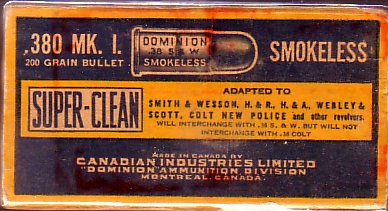 .380 MK. I.
200 GRAIN BULLET
DOMINION
.38 S & W
SMOKELESS
SMOKELESS
SUPER-CLEAN
ADAPTED TO
SMITH & WESSON, H. & R., H. & A., WEBLEY &
SCOTT, COLT NEW POLICE and other revolvers.
WILL INTERCHANGE WITH .38 S. & W. BUT WILL NOT
INTERCHANGE WITH .38 COLT
MADE IN CANADA BY
CANADIAN INDUSTRIES LIMITED
"DOMINION" AMMUNITION DIVISION
MONTREAL, CANADA.